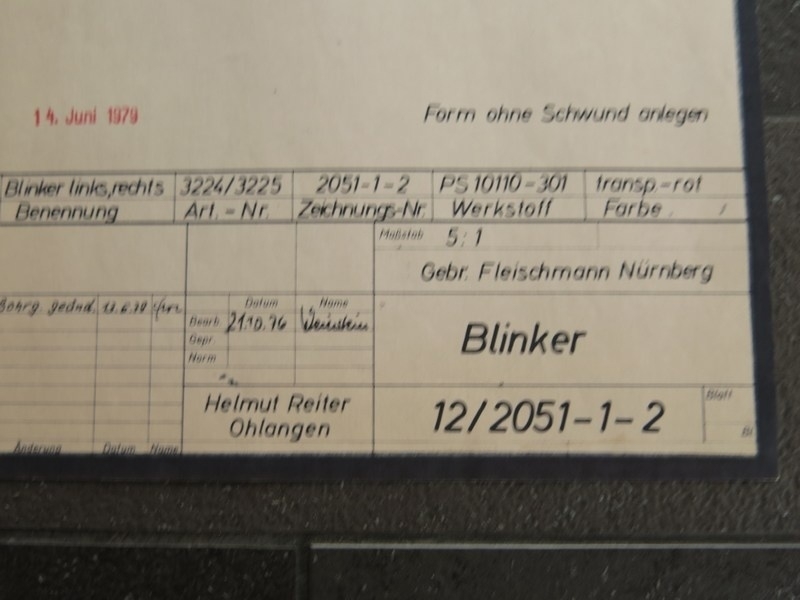 14. Juni 1979
Form ohne Schwund anlegen
Blinker links,rechts 3224/3225 2051-1-2 PS 10110-301 transp.-rot
Benennung Art.-Nr. Zeichnungs-Nr. Werkstoff Farbe
Maßstab 5:1
Gebr. Fleischmann Nürnberg
Datum Name
Bearb. 21.10.76
Gepr.
Norm
Blinker
Helmut Reiter
Ohlangen
12/2051-1-2
Blatt
Bl.
Änderung Datum Name